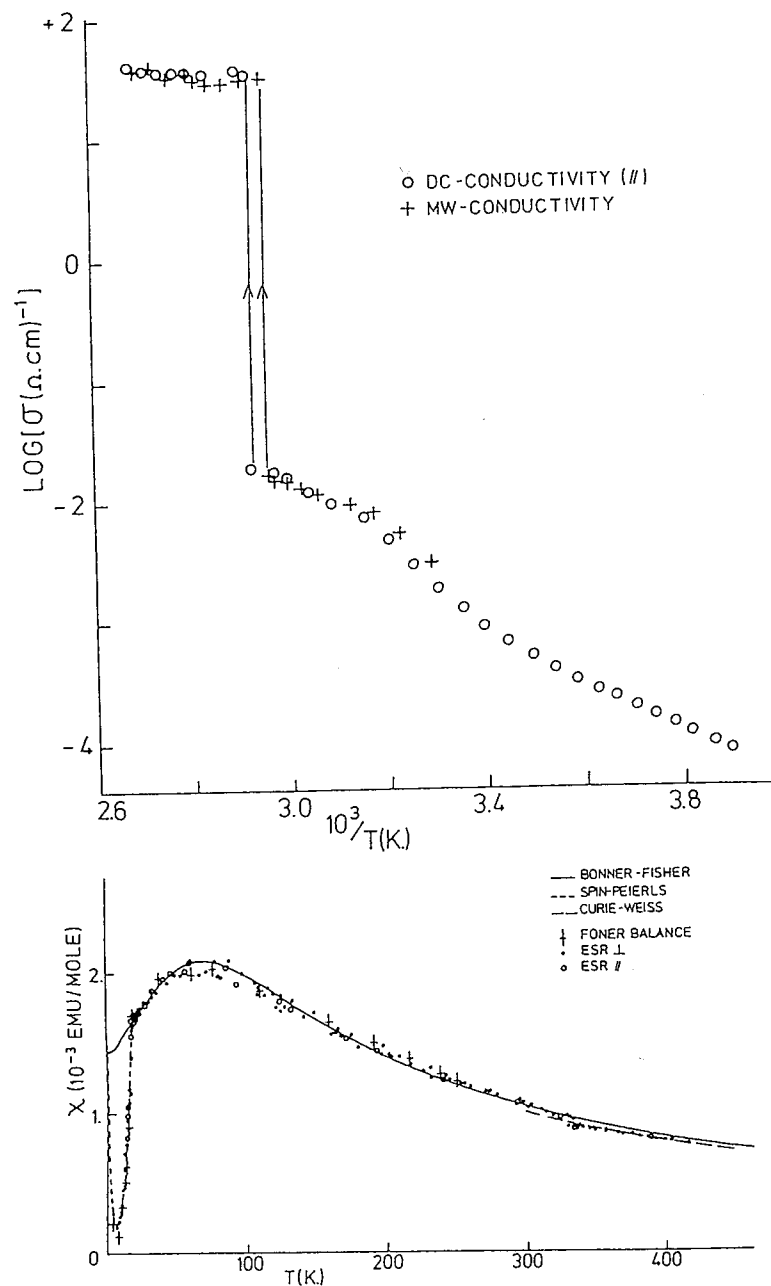 +2
O DC-CONDUCTIVITY (//)
+ MW-CONDUCTIVITY
0
LOG[σ(Ω.cm)⁻¹]
-2
-4
2.6
3.0
3.4
3.8
10³/T(K.)
BONNER-FISHER
SPIN-PEIERLS
CURIE-WEISS
FONER BALANCE
ESR ⊥
ESR //
2.
χ (10⁻³ EMU/MOLE)
1.
0.
100
200
300
400
T(K.)